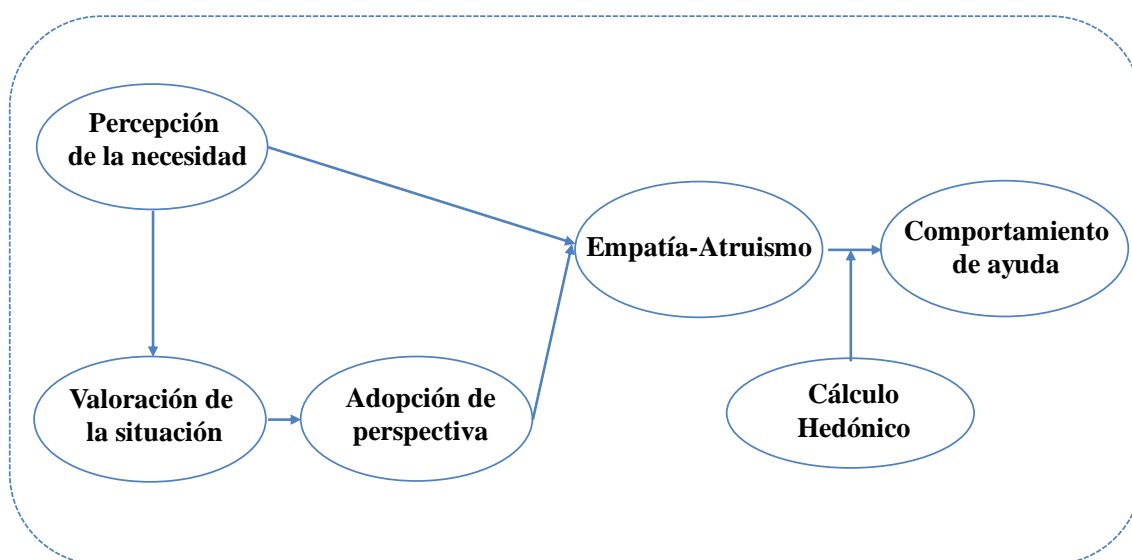 Percepción
de la necesidad
Empatía-Atruismo
Comportamiento
de ayuda
Valoración de
la situación
Adopción de
perspectiva
Cálculo
Hedónico